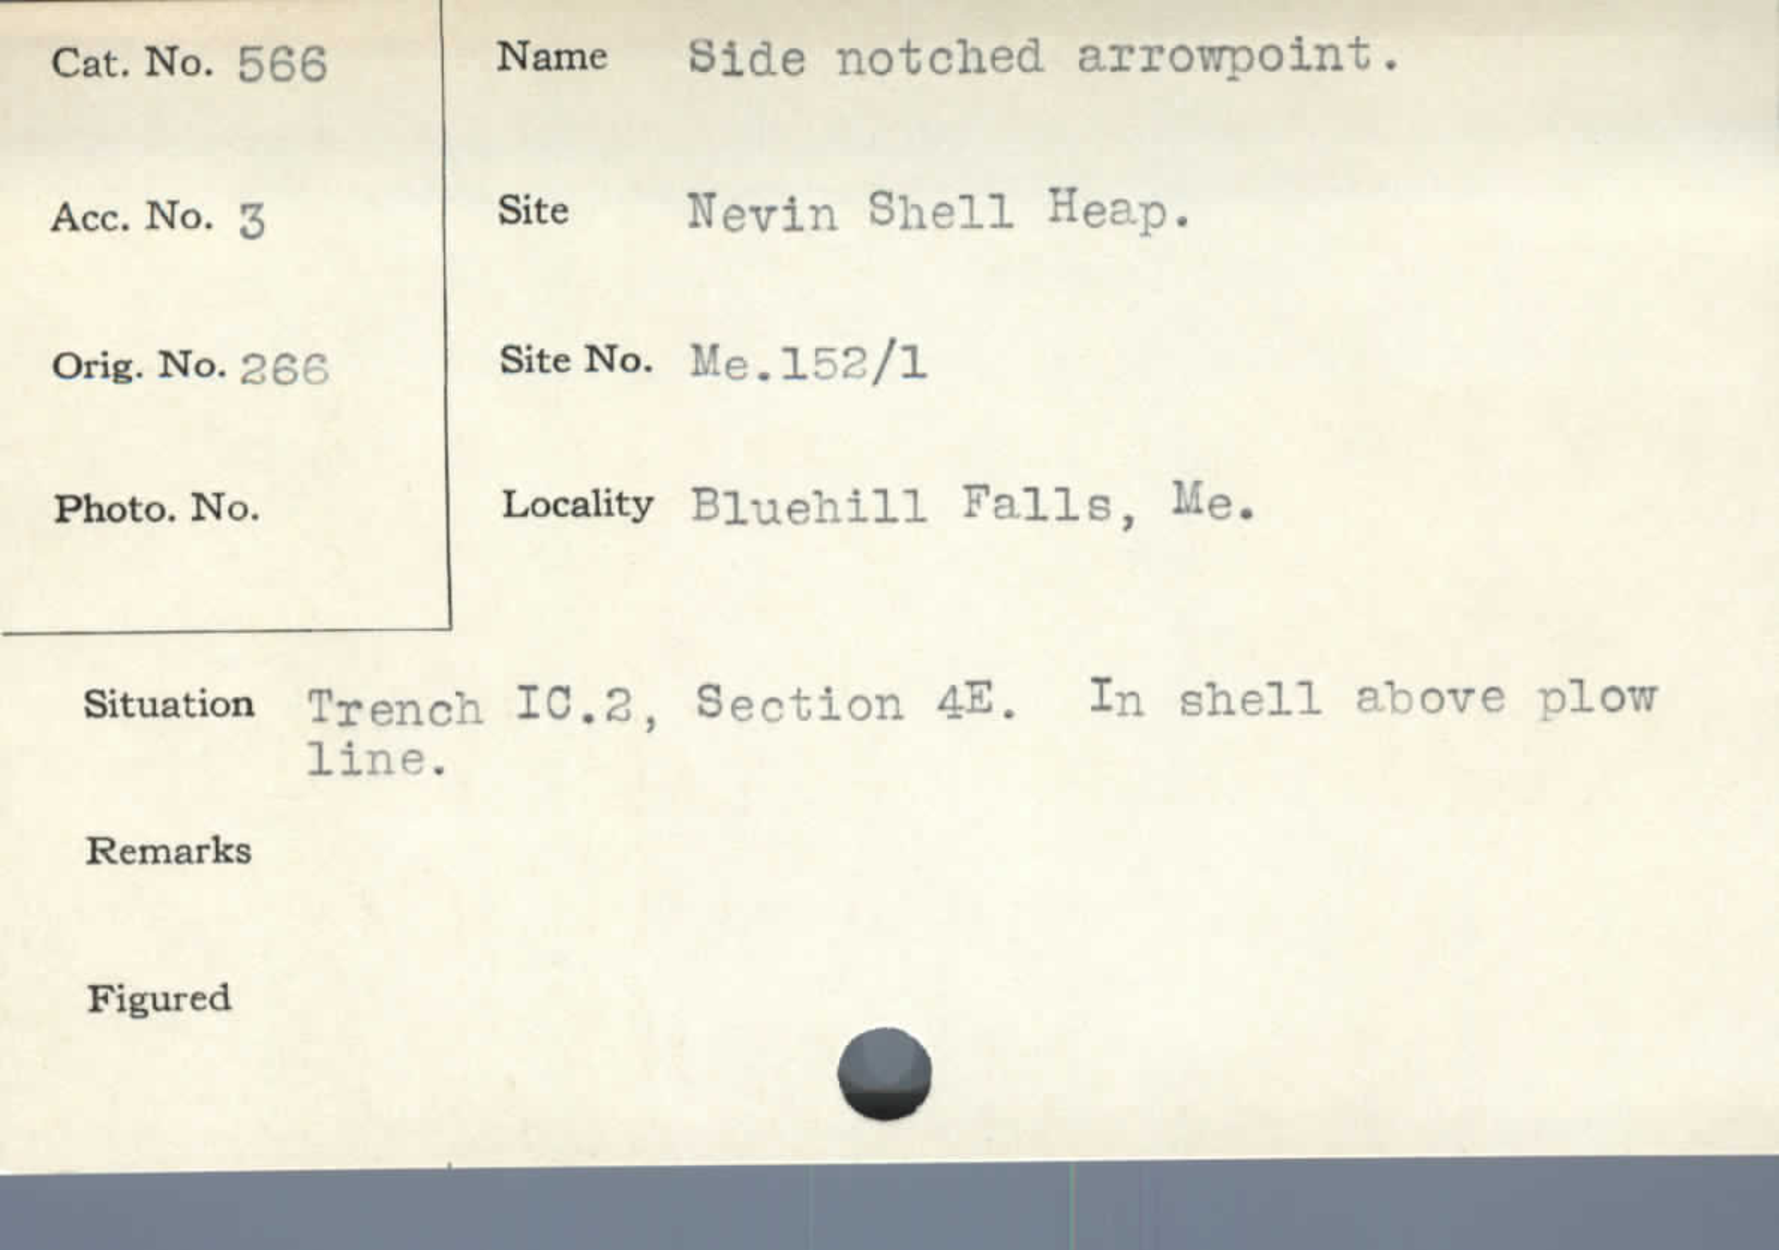 Cat. No. 566
Name Side notched arrowpoint.
Acc. No. 3
Site Nevin Shell Heap.
Orig. No. 266
Site No. Me.152/1
Photo. No.
Locality Bluehill Falls, Me.
Situation Trench IC.2, Section 4E. In shell above plow
line.
Remarks
Figured